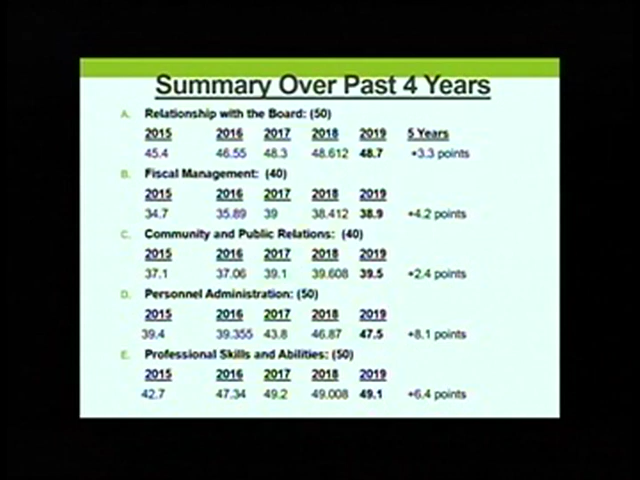 Summary Over Past 4 Years
A. Relationship with the Board: (50)
2015 2016 2017 2018 2019 5 Years
45.4 46.55 48.3 48.612 48.7 +3.3 points
B. Fiscal Management: (40)
2015 2016 2017 2018 2019
34.7 35.89 39 38.412 38.9 +4.2 points
C. Community and Public Relations: (40)
2015 2016 2017 2018 2019
37.1 37.06 39.1 39.608 39.5 +2.4 points
D. Personnel Administration: (50)
2015 2016 2017 2018 2019
39.4 39.355 43.8 46.87 47.5 +8.1 points
E. Professional Skills and Abilities: (50)
2015 2016 2017 2018 2019
42.7 47.34 49.2 49.008 49.1 +6.4 points